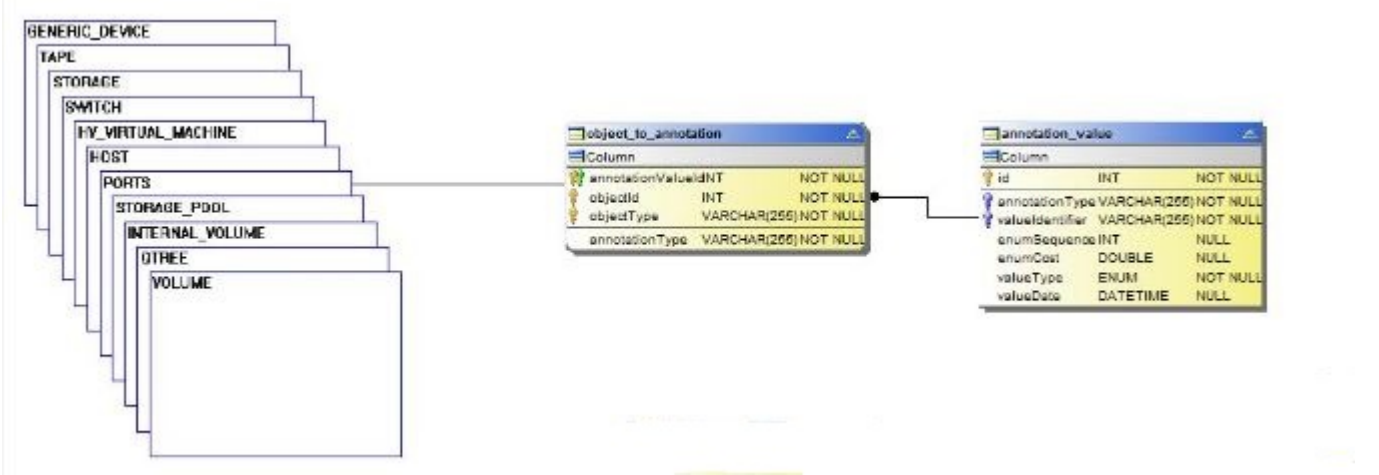 GENERIC_DEVICE
TAPE
STORAGE
SWITCH
HV_VIRTUAL_MACHINE
HOST
PORTS
STORAGE_POOL
INTERNAL_VOLUME
QTREE
VOLUME
object_to_annotation
Column
annotationValueId INT NOT NULL
objectId INT NOT NULL
objectType VARCHAR(255) NOT NULL
annotationType VARCHAR(255) NOT NULL
annotation_value
Column
id INT NOT NULL
annotationType VARCHAR(255) NOT NULL
valueIdentifier VARCHAR(255) NOT NULL
enumSequence INT NULL
enumCost DOUBLE NULL
valueType ENUM NOT NULL
valueDate DATETIME NULL